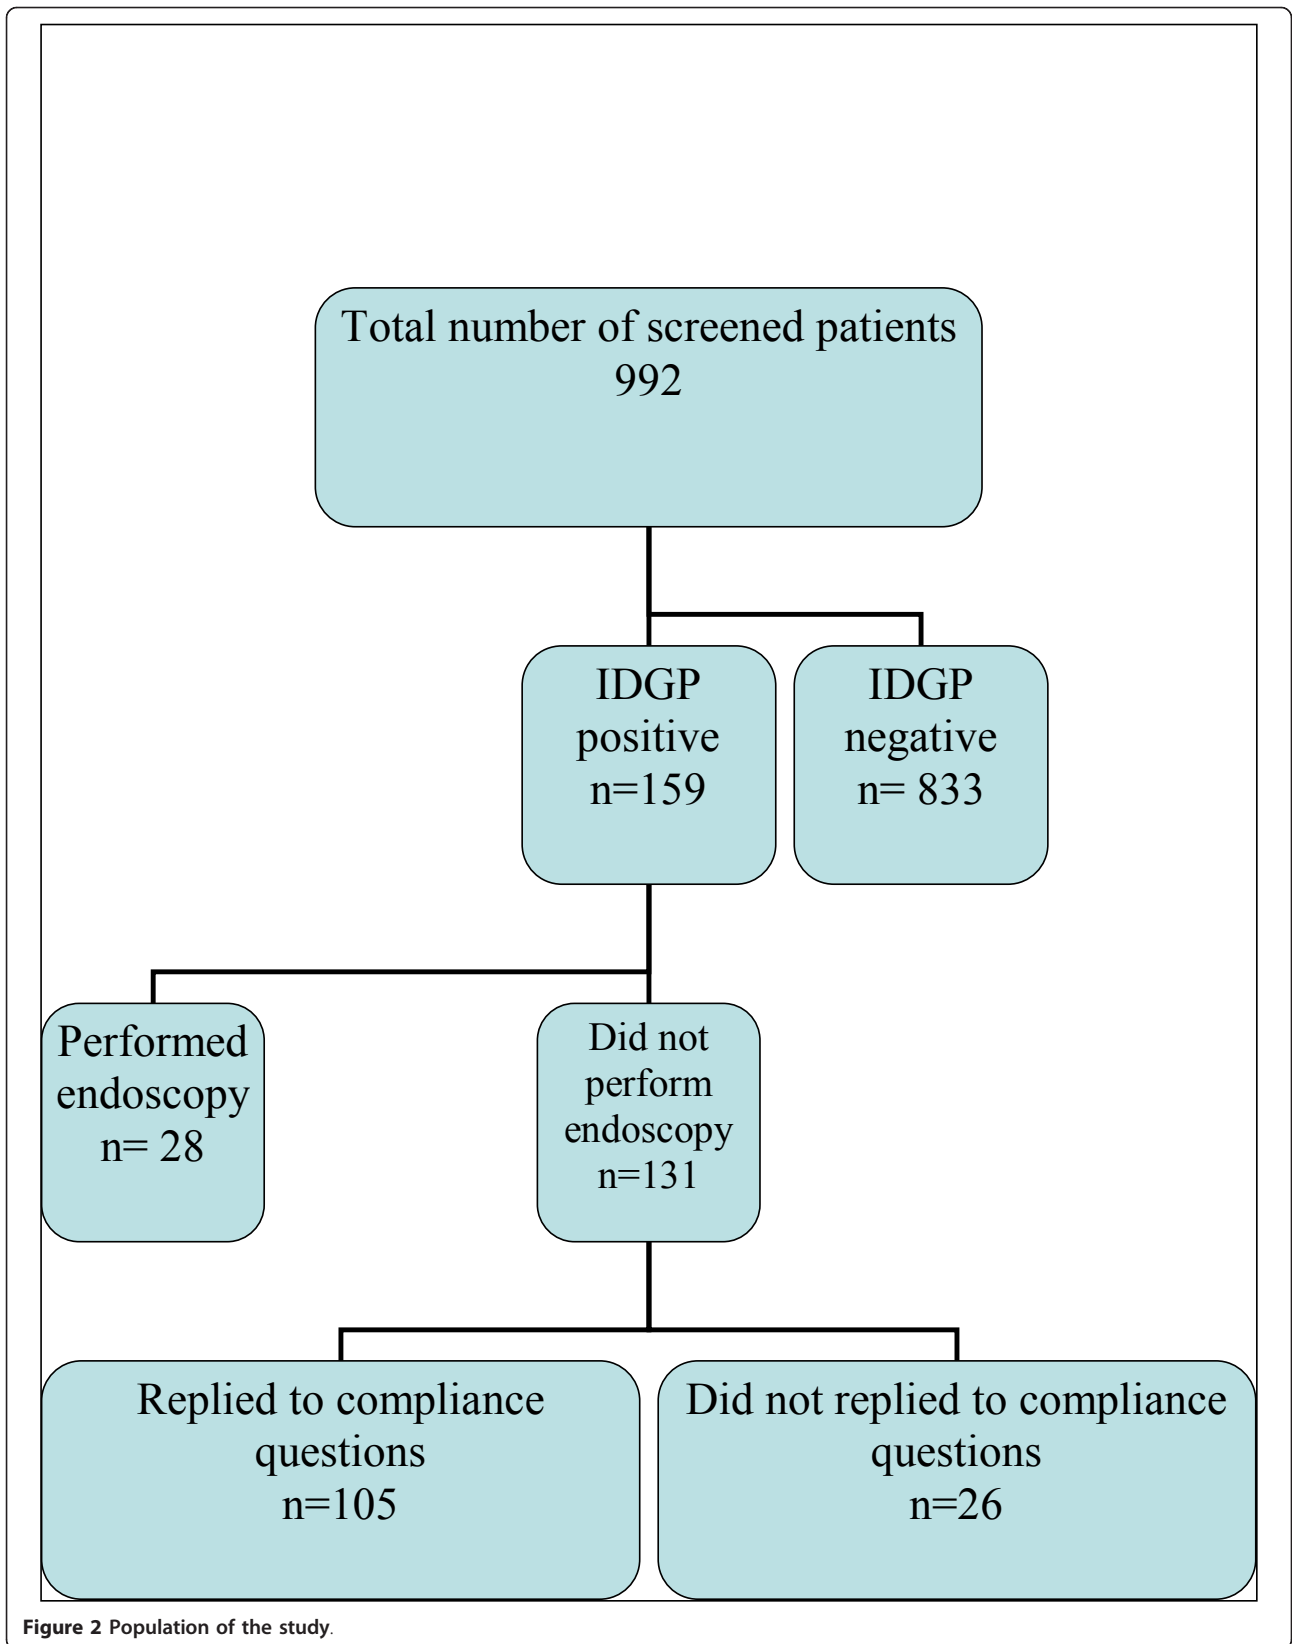 Total number of screened patients
992
IDGP
positive
n=159
IDGP
negative
n= 833
Performed
endoscopy
n= 28
Did not
perform
endoscopy
n=131
Replied to compliance
questions
n=105
Did not replied to compliance
questions
n=26
Figure 2 Population of the study.